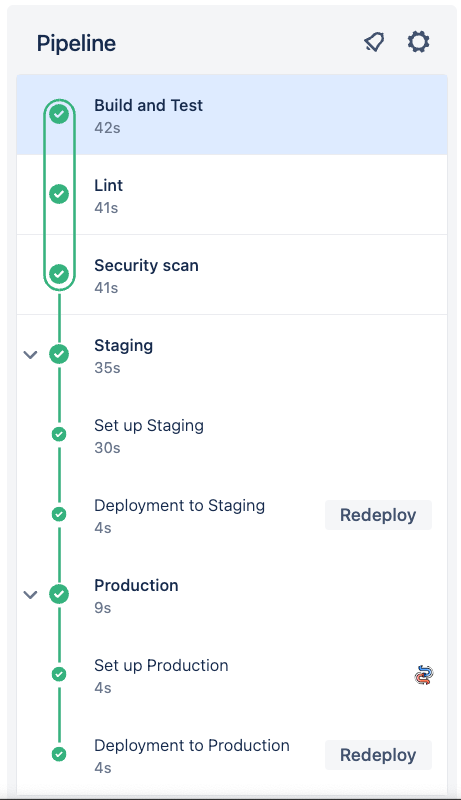 Pipeline
Build and Test
42s
Lint
41s
Security scan
41s
Staging
35s
Set up Staging
30s
Deployment to Staging
4s
Redeploy
Production
9s
Set up Production
4s
Deployment to Production
4s
Redeploy